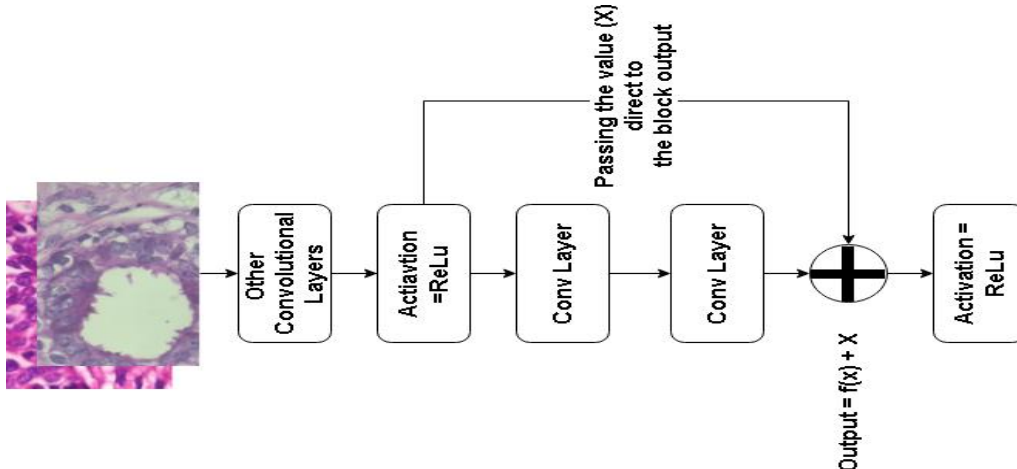 Other
Convolutional
Layers
Actiavtion
=ReLu
Conv Layer
Conv Layer
Passing the value (X)
direct to
the block output
Output = f(x) + X
Activation =
ReLu